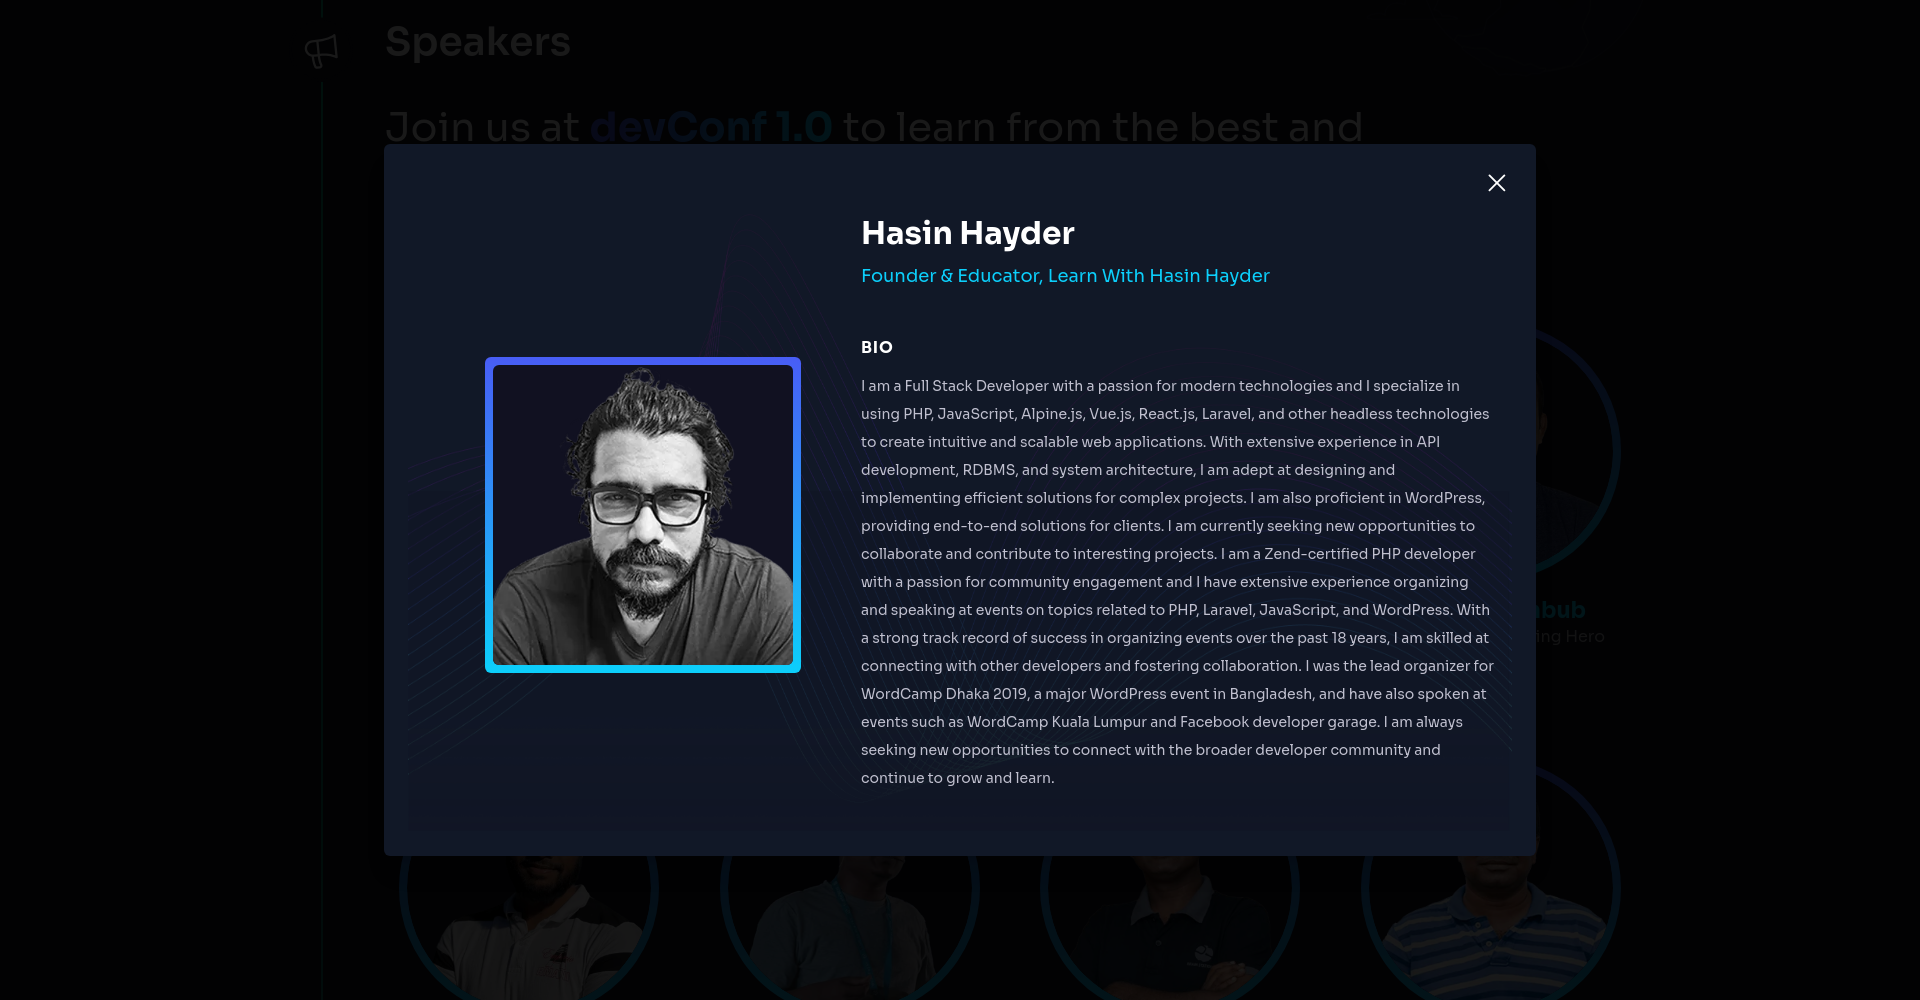 Speakers
Join us at devConf 1.0 to learn from the best and
Hasin Hayder
Founder & Educator, Learn With Hasin Hayder
BIO
I am a Full Stack Developer with a passion for modern technologies and I specialize in
using PHP, JavaScript, Alpine.js, Vue.js, React.js, Laravel, and other headless technologies
to create intuitive and scalable web applications. With extensive experience in API
development, RDBMS, and system architecture, I am adept at designing and
implementing efficient solutions for complex projects. I am also proficient in WordPress,
providing end-to-end solutions for clients. I am currently seeking new opportunities to
collaborate and contribute to interesting projects. I am a Zend-certified PHP developer
with a passion for community engagement and I have extensive experience organizing
and speaking at events on topics related to PHP, Laravel, JavaScript, and WordPress. With
a strong track record of success in organizing events over the past 18 years, I am skilled at
connecting with other developers and fostering collaboration. I was the lead organizer for
WordCamp Dhaka 2019, a major WordPress event in Bangladesh, and have also spoken at
events such as WordCamp Kuala Lumpur and Facebook developer garage. I am always
seeking new opportunities to connect with the broader developer community and
continue to grow and learn.
Hero